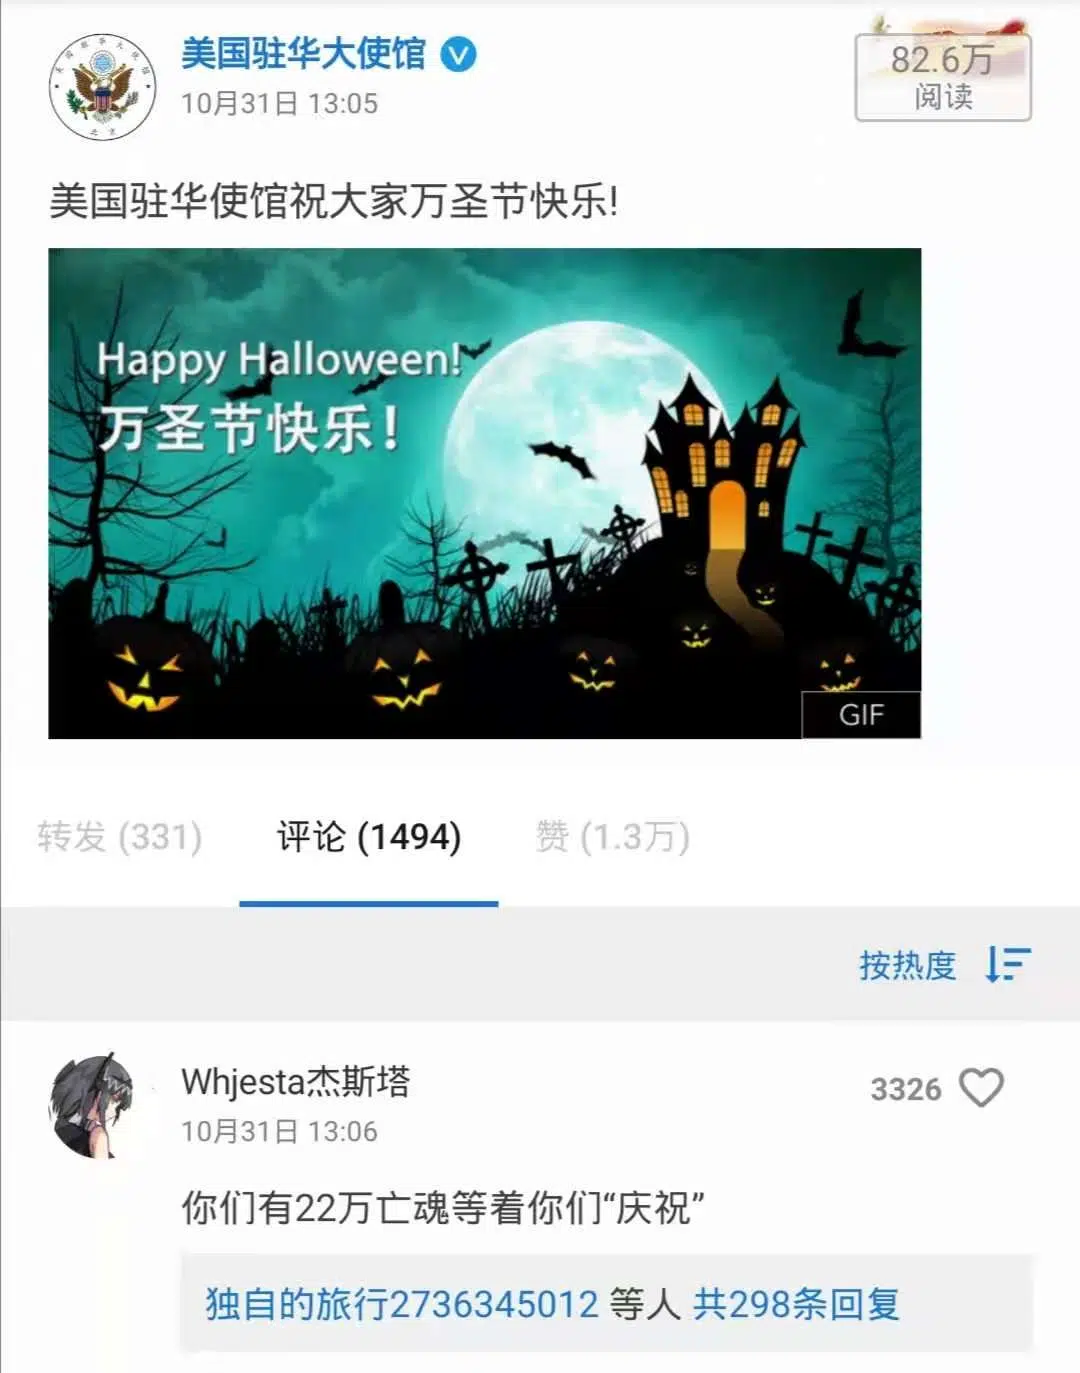 美国驻华大使馆
10月31日 13:05
82.6万
阅读
美国驻华使馆祝大家万圣节快乐!
Happy Halloween!
万圣节快乐!
GIF
转发 (331) 评论 (1494) 赞 (1.3万)
按热度
Whjesta杰斯塔
3326
10月31日 13:06
你们有22万亡魂等着你们“庆祝”
独自的旅行2736345012 等人 共298条回复